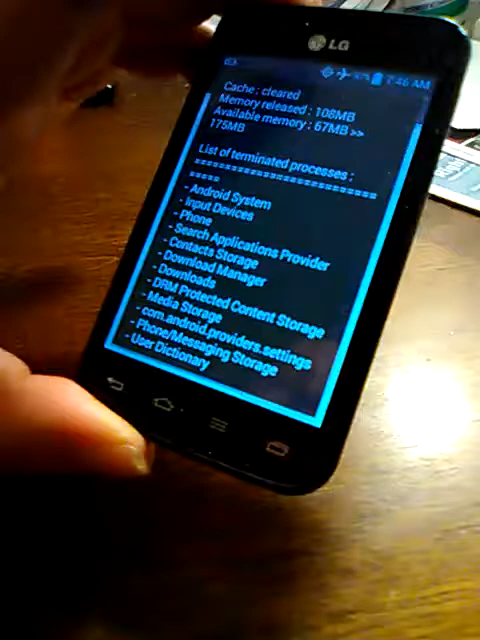 LG
7:46 AM
Cache : cleared
Memory released : 108MB
Available memory : 67MB >>
175MB
List of terminated processes :
============================
=====
- Android System
- Input Devices
- Phone
- Search Applications Provider
- Contacts Storage
- Download Manager
- Downloads
- DRM Protected Content Storage
- Media Storage
- com.android.providers.settings
- Phone/Messaging Storage
- User Dictionary